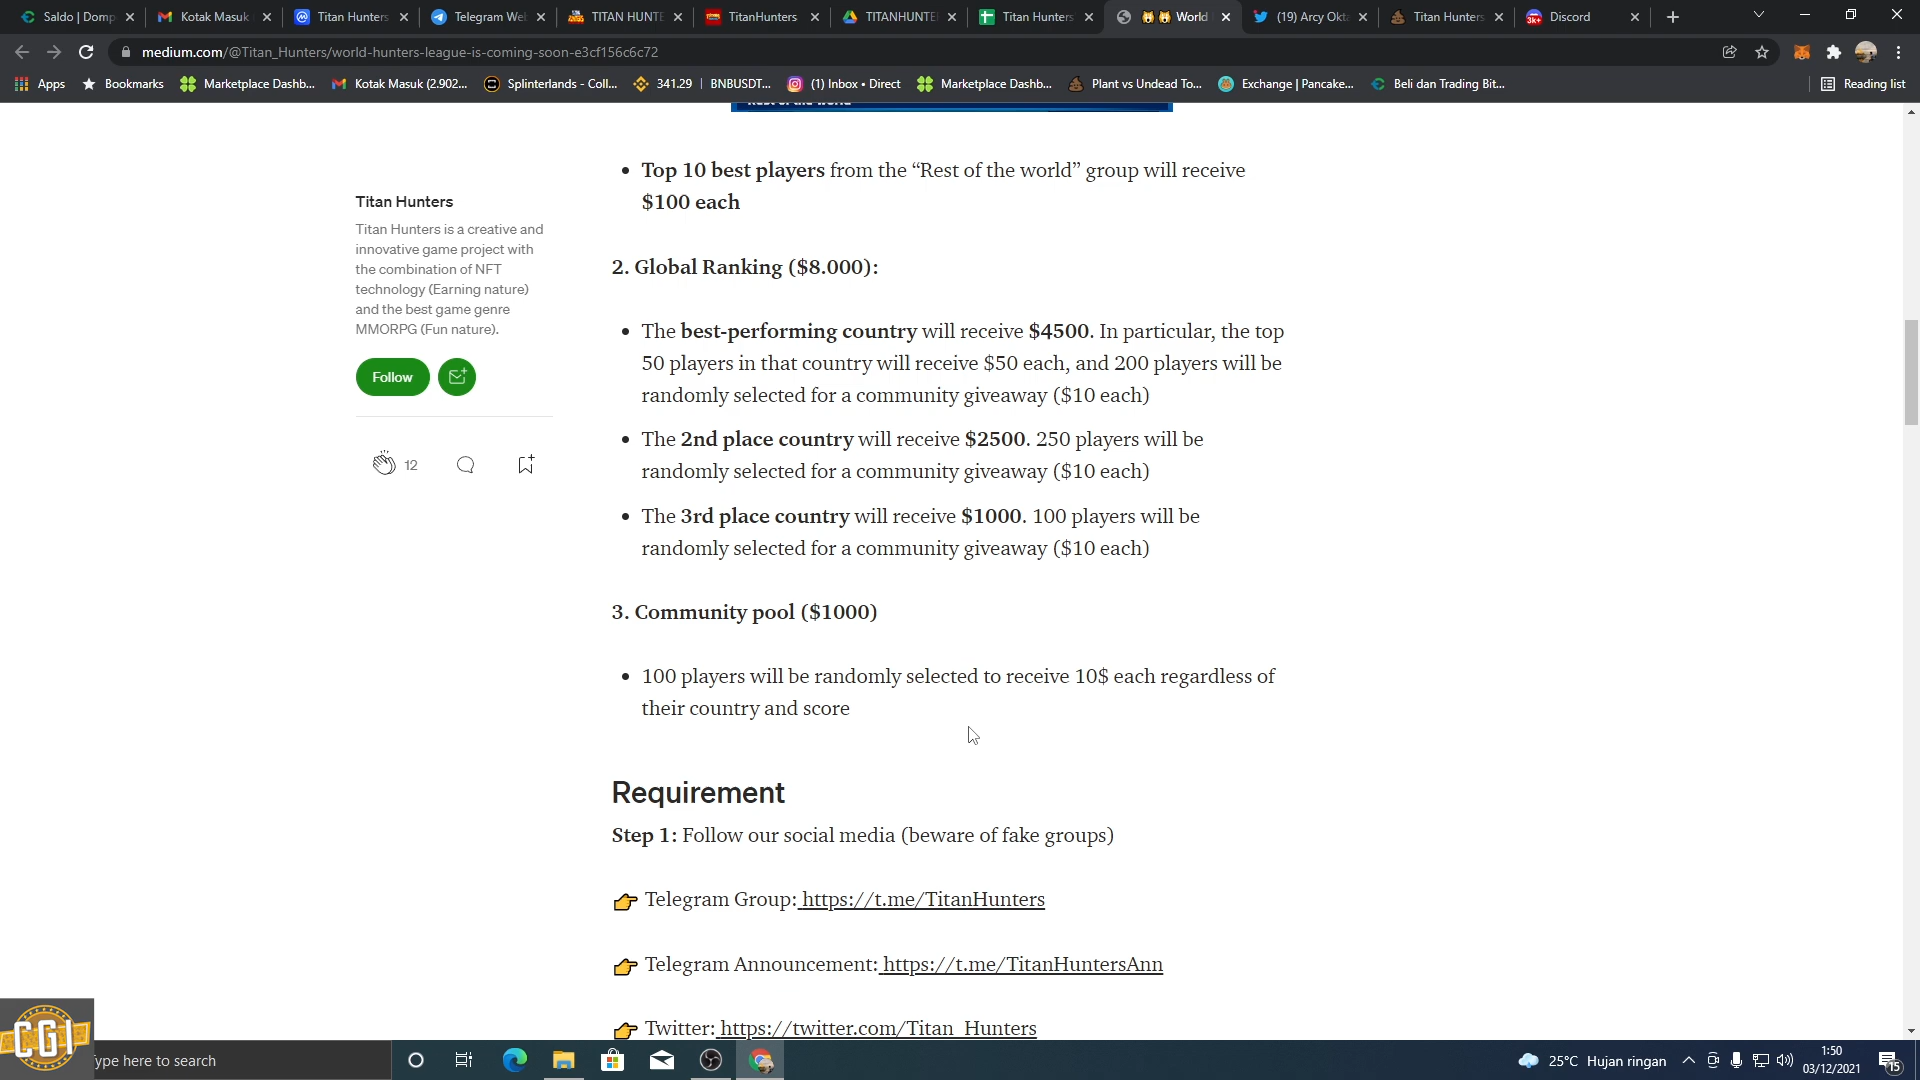 Saldo | Domp
Kotak Masuk
Titan Hunters
Telegram We
TITAN HUNTE
TitanHunters
TITANHUNTE
Titan Hunters
World
(19) Arcy Okta
Titan Hunters
Discord
medium.com/@Titan_Hunters/world-hunters-league-is-coming-soon-e3cf156c6c72
Apps
Bookmarks
Marketplace Dashb...
Kotak Masuk (2.902...
Splinterlands - Coll...
341.29 | BNBUSDT...
(1) Inbox • Direct
Marketplace Dashb...
Plant vs Undead To...
Exchange | Pancake...
Beli dan Trading Bit...
Reading list
Titan Hunters
Titan Hunters is a creative and
innovative game project with
the combination of NFT
technology (Earning nature)
and the best game genre
MMORPG (Fun nature).
Follow
12
• Top 10 best players from the “Rest of the world” group will receive
$100 each
2. Global Ranking ($8.000):
• The best-performing country will receive $4500. In particular, the top
50 players in that country will receive $50 each, and 200 players will be
randomly selected for a community giveaway ($10 each)
• The 2nd place country will receive $2500. 250 players will be
randomly selected for a community giveaway ($10 each)
• The 3rd place country will receive $1000. 100 players will be
randomly selected for a community giveaway ($10 each)
3. Community pool ($1000)
• 100 players will be randomly selected to receive 10$ each regardless of
their country and score
Requirement
Step 1: Follow our social media (beware of fake groups)
👉 Telegram Group: https://t.me/TitanHunters
👉 Telegram Announcement: https://t.me/TitanHuntersAnn
👉 Twitter: https://twitter.com/Titan_Hunters
CGI
ype here to search
25°C Hujan ringan
1:50
03/12/2021
15